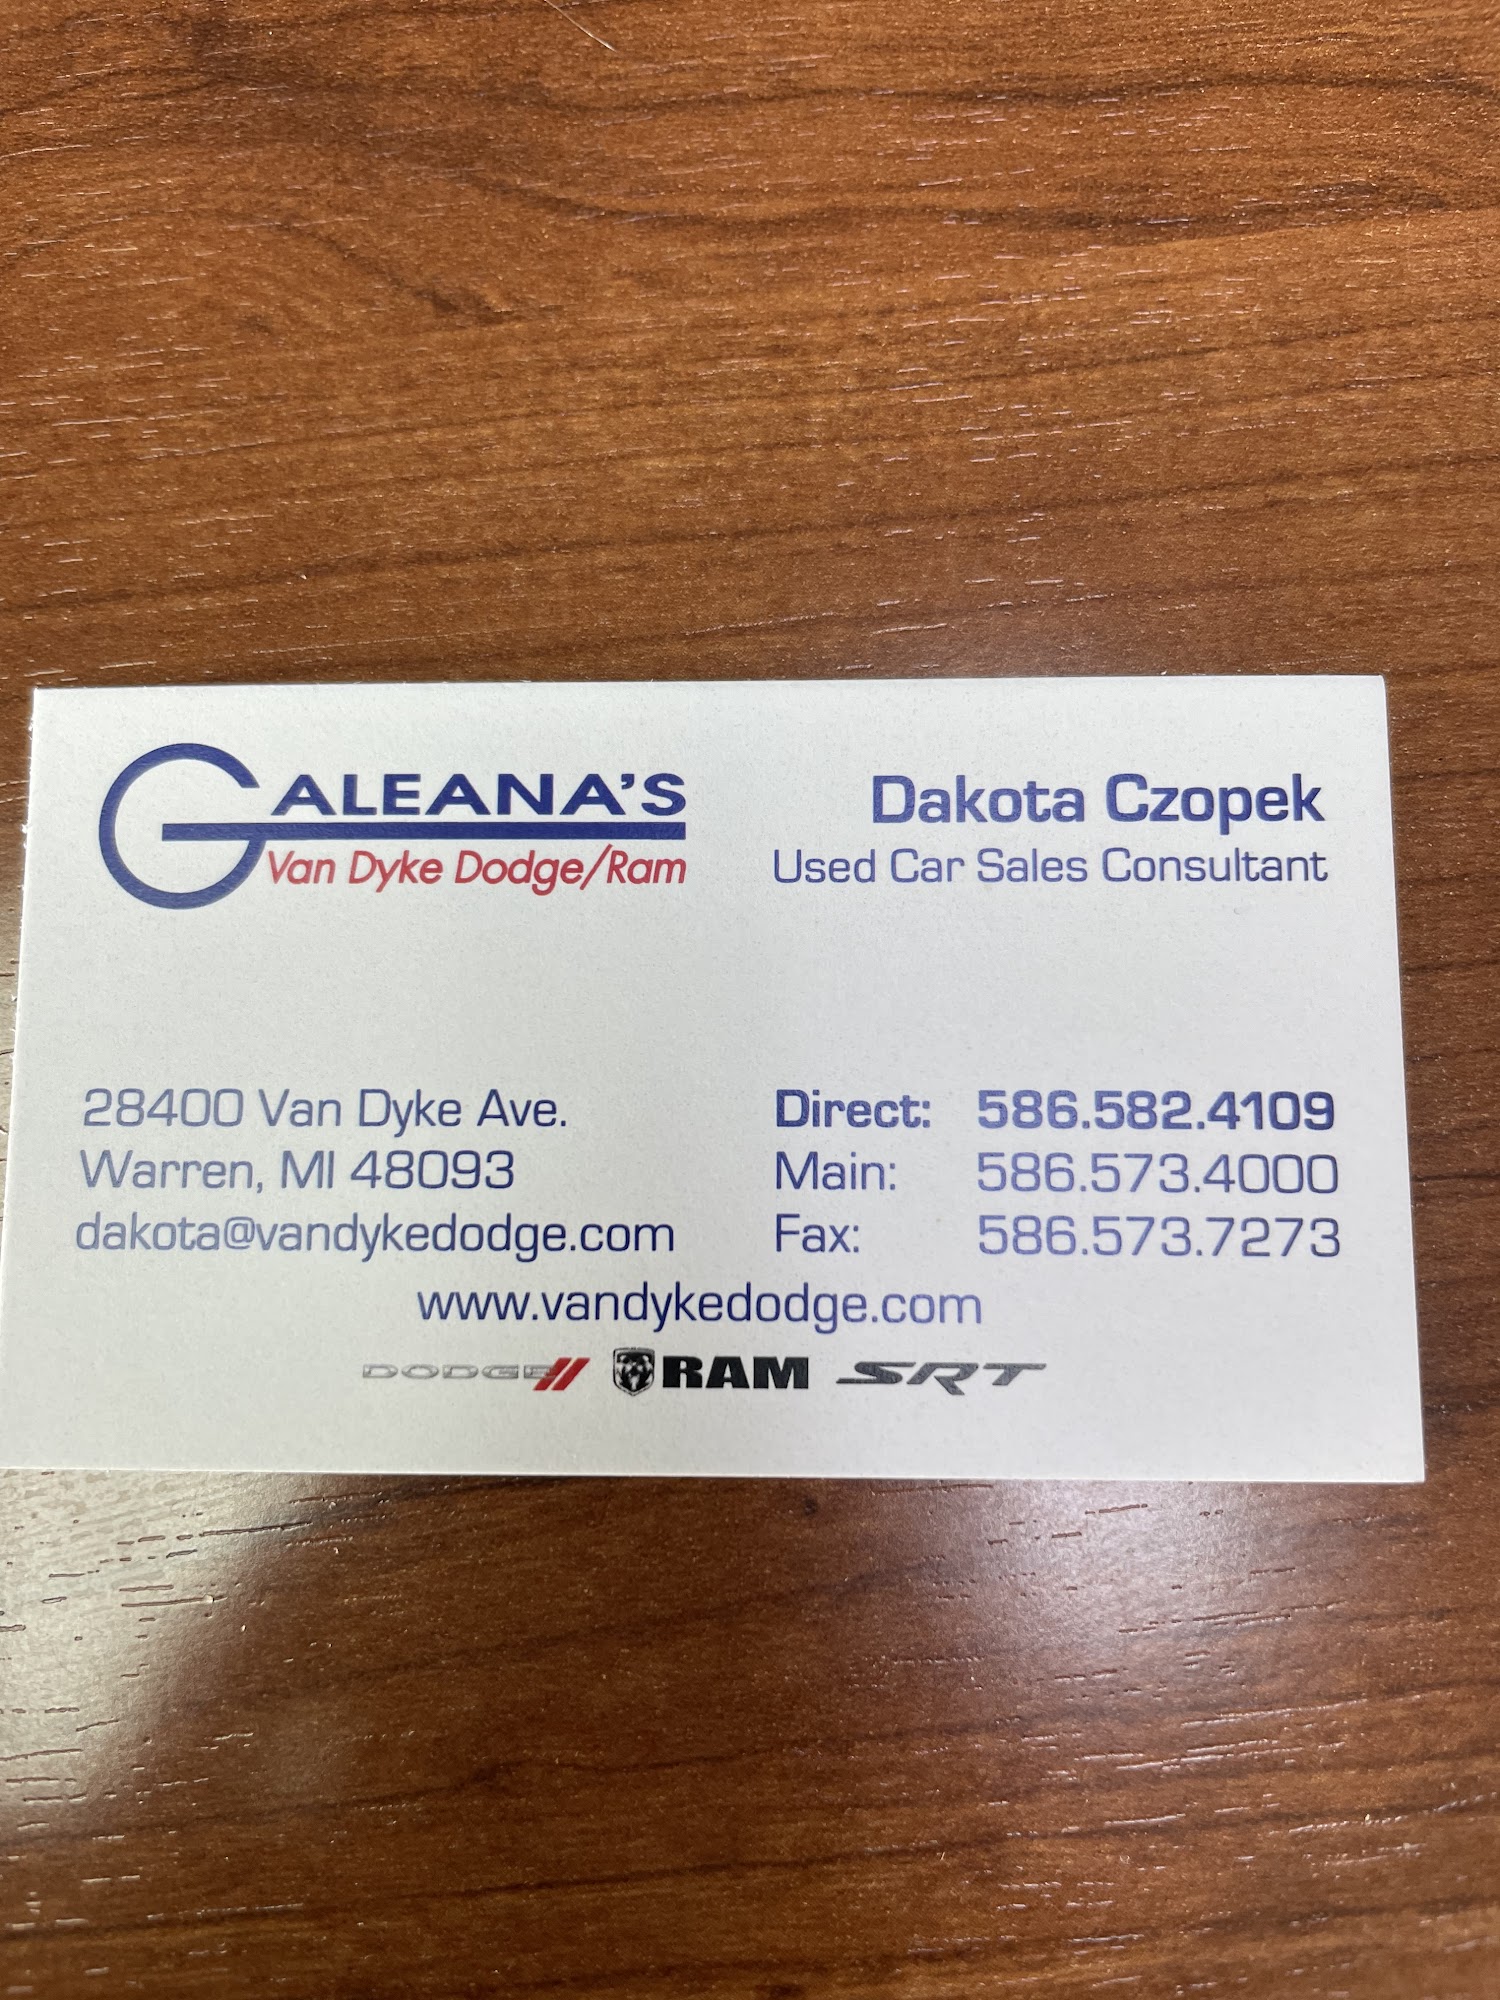 GALEANA'S
Van Dyke Dodge/Ram
Dakota Czopek
Used Car Sales Consultant
28400 Van Dyke Ave.
Warren, MI 48093
dakota@vandykedodge.com
Direct: 586.582.4109
Main: 586.573.4000
Fax: 586.573.7273
www.vandykedodge.com
DODGE RAM SRT